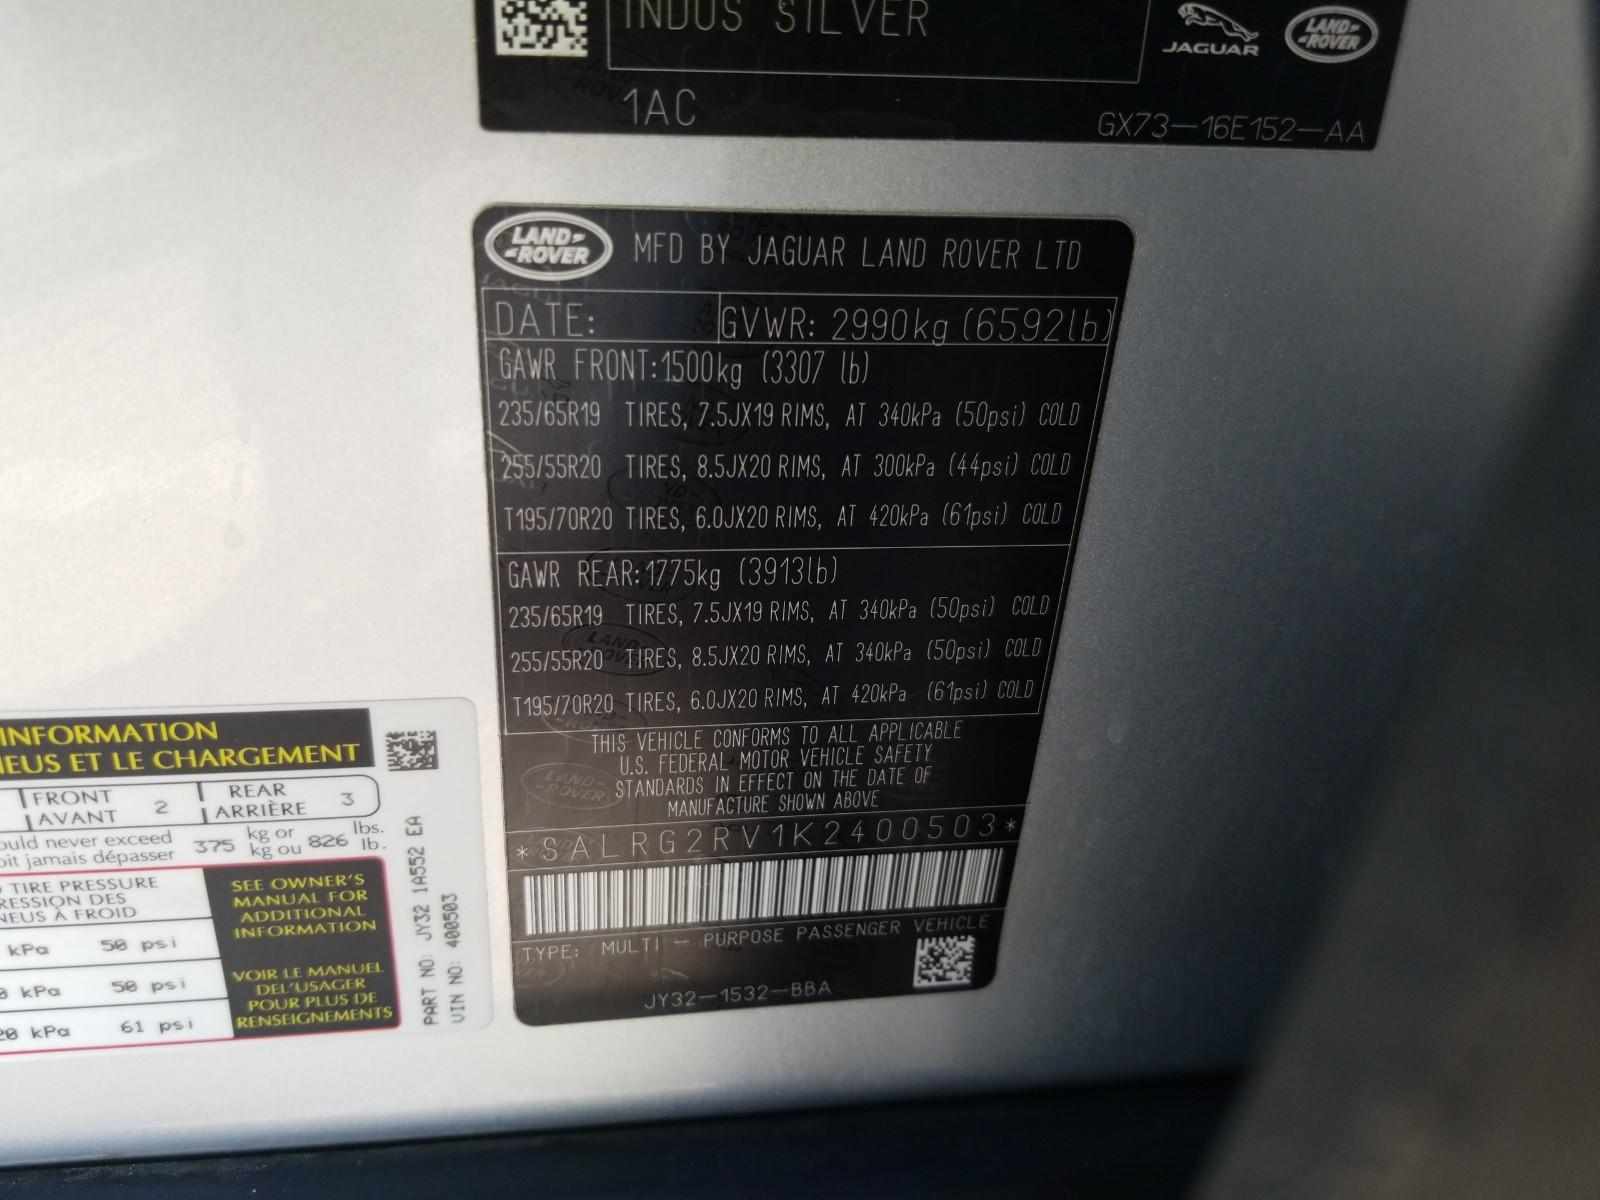 INDUS SILVER
JAGUAR
LAND ROVER
1AC
GX73-16E152-AA
LAND ROVER
MFD BY JAGUAR LAND ROVER LTD
DATE: GVWR: 2990kg (6592lb)
GAWR FRONT:1500kg (3307 lb)
235/65R19 TIRES, 7.5JX19 RIMS, AT 340kPa (50psi) COLD
255/55R20 TIRES, 8.5JX20 RIMS, AT 300kPa (44psi) COLD
T195/70R20 TIRES, 6.0JX20 RIMS, AT 420kPa (61psi) COLD
GAWR REAR:1775kg (3913lb)
235/65R19 TIRES, 7.5JX19 RIMS, AT 340kPa (50psi) COLD
255/55R20 TIRES, 8.5JX20 RIMS, AT 340kPa (50psi) COLD
T195/70R20 TIRES, 6.0JX20 RIMS, AT 420kPa (61psi) COLD
THIS VEHICLE CONFORMS TO ALL APPLICABLE
U.S. FEDERAL MOTOR VEHICLE SAFETY
STANDARDS IN EFFECT ON THE DATE OF
MANUFACTURE SHOWN ABOVE
*SALRG2RV1K2400503*
TYPE: MULTI - PURPOSE PASSENGER VEHICLE
JY32-1532-BBA
INFORMATION
ET LE CHARGEMENT
FRONT 2 REAR 3
AVANT ARRIÈRE
never exceed 375 kg or 826 lbs.
jamais dépasser kg ou lb.
TIRE PRESSURE
DES
À FROID
kPa 50 psi
kPa 50 psi
kPa 61 psi
SEE OWNER'S
MANUAL FOR
ADDITIONAL
INFORMATION
VOIR LE MANUEL
DEL'USAGER
POUR PLUS DE
RENSEIGNEMENTS
PART NO: JY32 1A552 EA
VIN NO: 400503